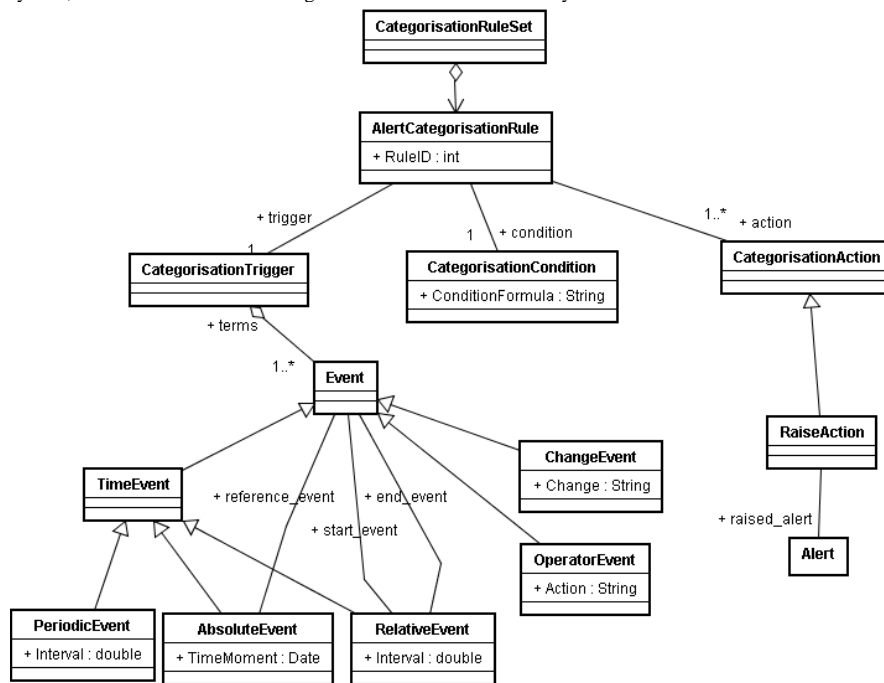 CategorisationRuleSet
AlertCategorisationRule
+ RuleID : int
+ trigger
1
1
+ condition
1..*
+ action
CategorisationTrigger
CategorisationCondition
+ ConditionFormula : String
CategorisationAction
+ terms
1..*
Event
RaiseAction
ChangeEvent
+ Change : String
TimeEvent
+ reference_event
+ end_event
+ start_event
+ raised_alert
Alert
OperatorEvent
+ Action : String
PeriodicEvent
+ Interval : double
AbsoluteEvent
+ TimeMoment : Date
RelativeEvent
+ Interval : double